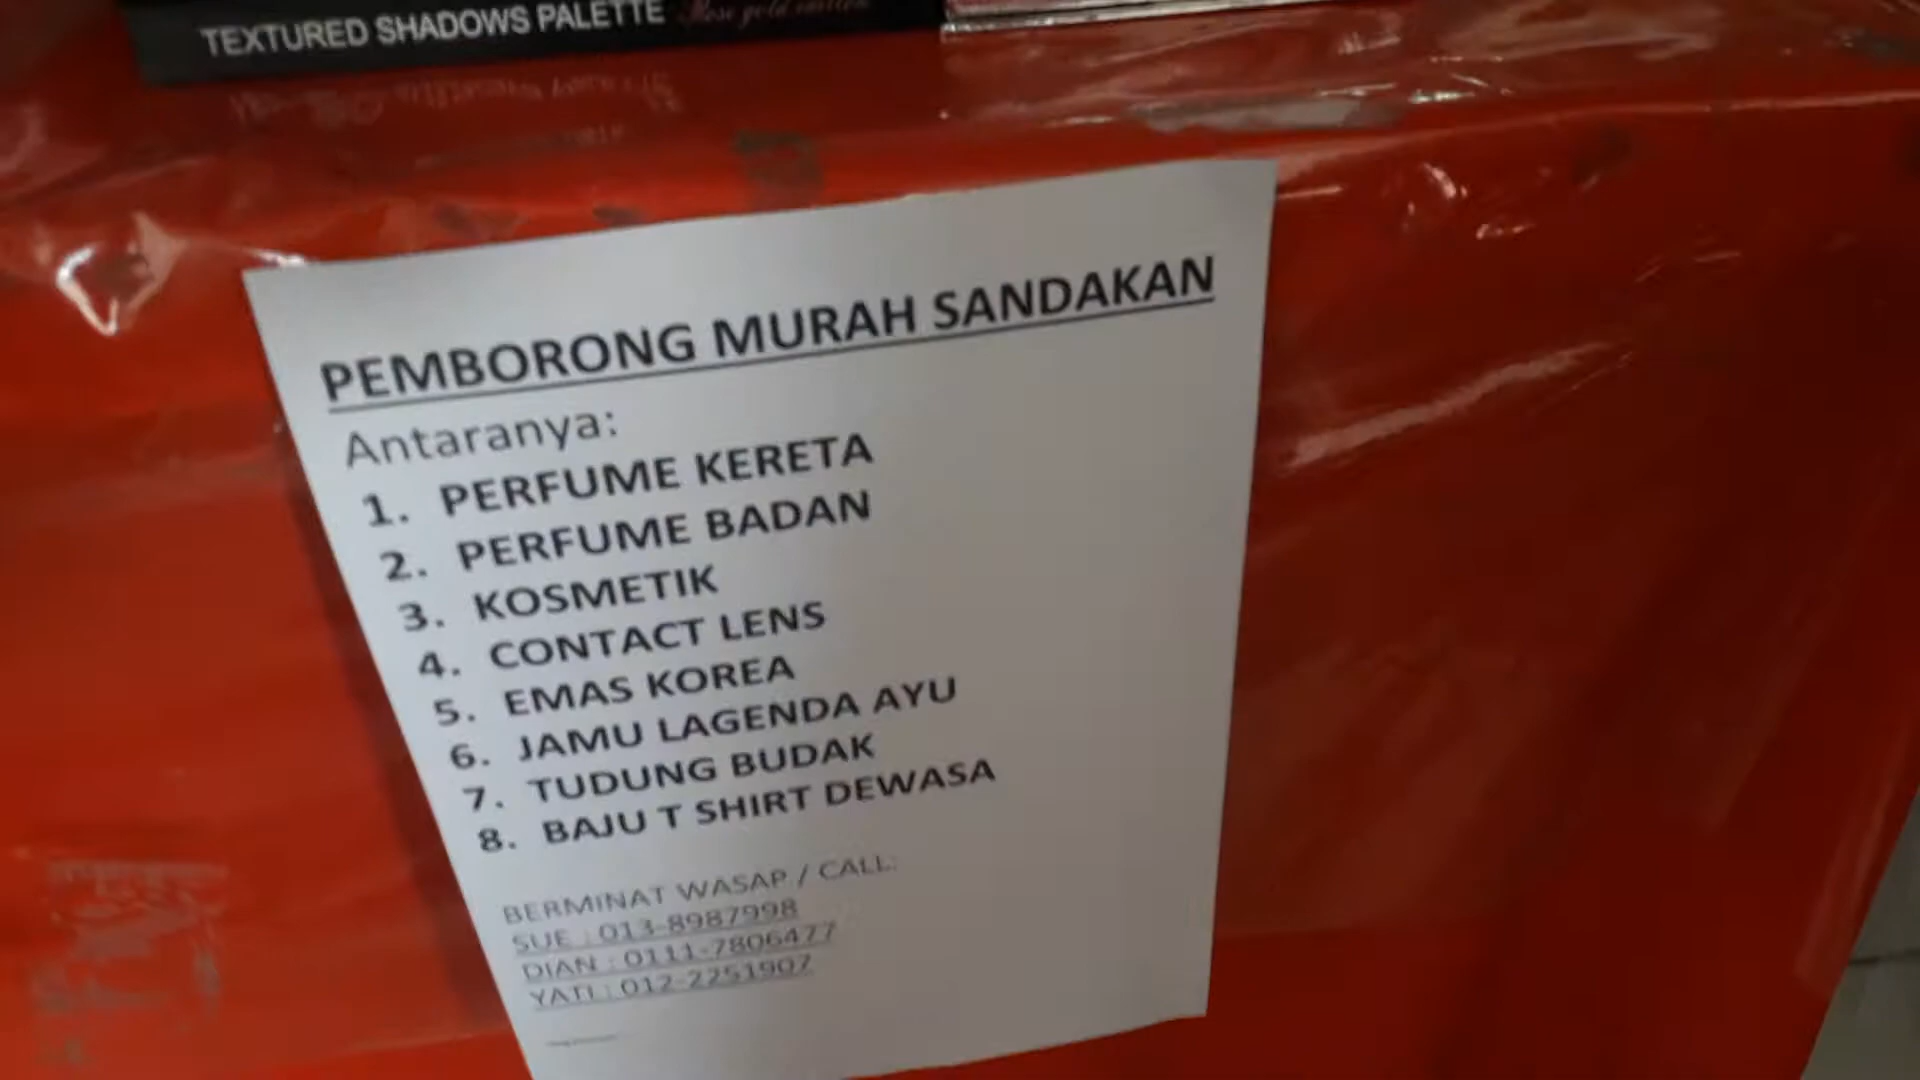 TEXTURED SHADOWS PALETTE Rose gold
PEMBORONG MURAH SANDAKAN
Antaranya:
1. PERFUME KERETA
2. PERFUME BADAN
3. KOSMETIK
4. CONTACT LENS
5. EMAS KOREA
6. JAMU LAGENDA AYU
7. TUDUNG BUDAK
8. BAJU T SHIRT DEWASA
BERMINAT WASAP / CALL:
SUE : 013-8987998
DIAN : 0111-7806477
YATI : 012-2251907